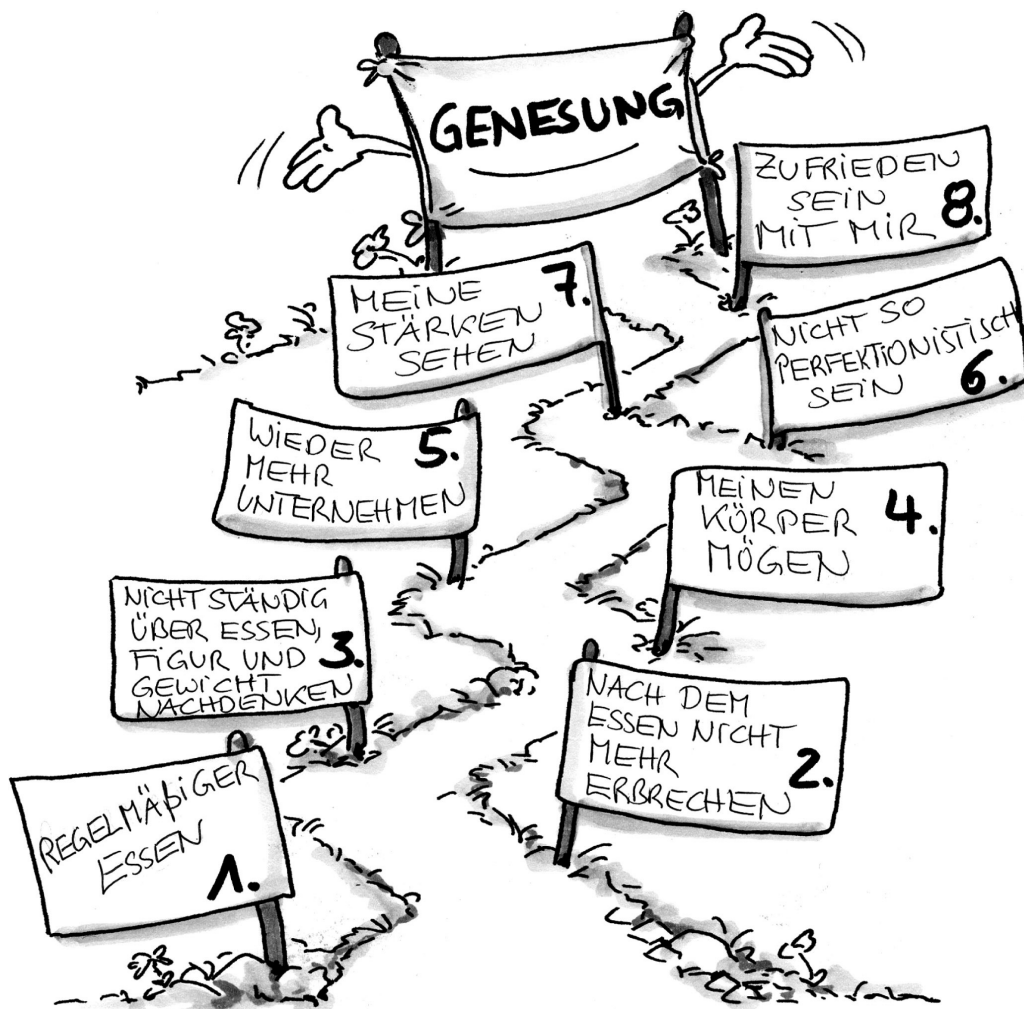 GENESUNG
ZUFRIEDEN
SEIN
MIT MIR
8.
MEINE
STÄRKEN
SEHEN
7.
NICHT SO
PERFEKTIONISTISCH
SEIN
6.
WIEDER
MEHR
UNTERNEHMEN
5.
MEINEN
KÖRPER
MÖGEN
4.
NICHT STÄNDIG
ÜBER ESSEN,
FIGUR UND
GEWICHT
NACHDENKEN
3.
NACH DEM
ESSEN NICHT
MEHR
ERBRECHEN
2.
REGELMÄßIGER
ESSEN
1.